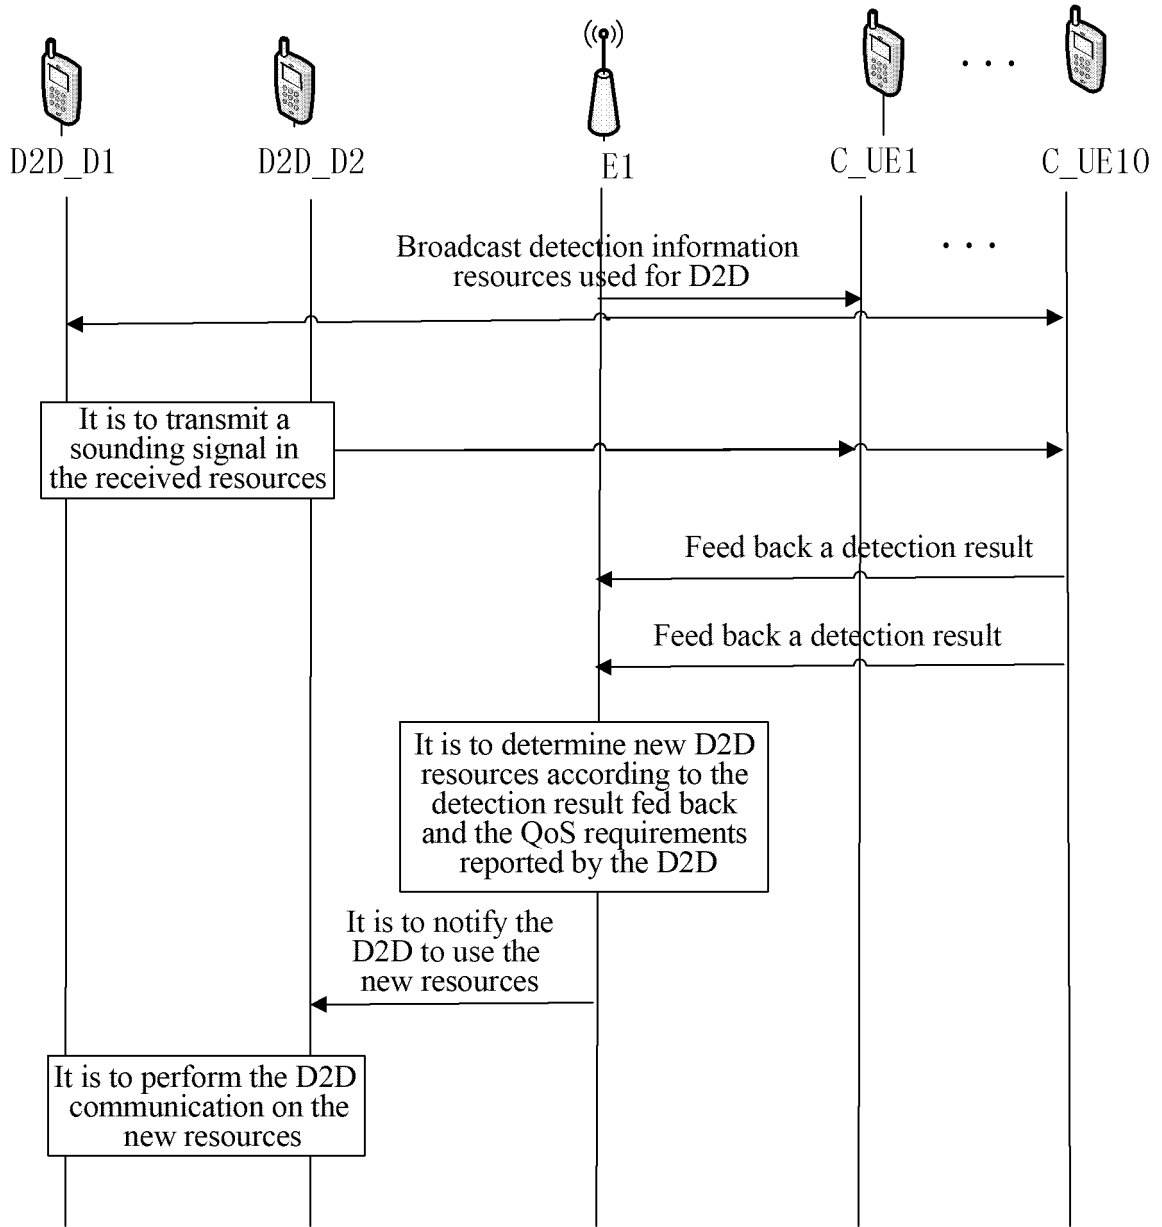 D2D_D1
D2D_D2
E1
C_UE1
C_UE10
. . .
Broadcast detection information
resources used for D2D
. . .
It is to transmit a
sounding signal in
the received resources
Feed back a detection result
Feed back a detection result
It is to determine new D2D
resources according to the
detection result fed back
and the QoS requirements
reported by the D2D
It is to notify the
D2D to use the
new resources
It is to perform the D2D
communication on the
new resources